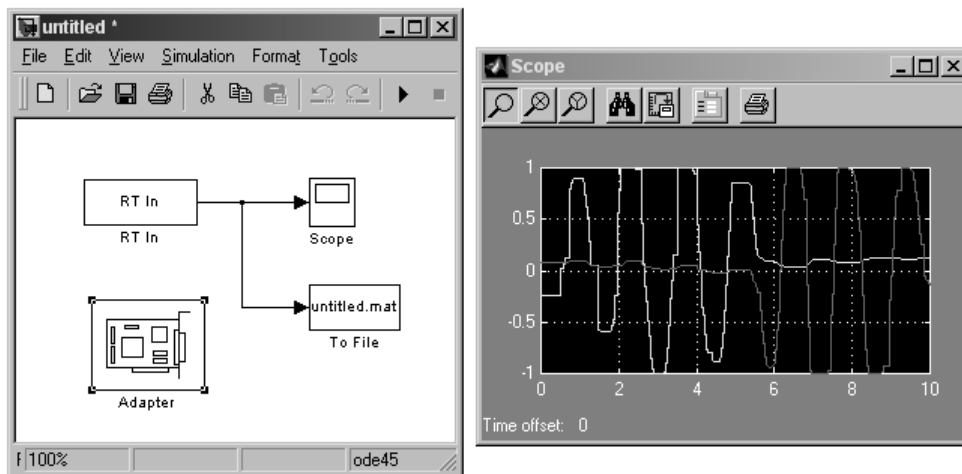 untitled *
File Edit View Simulation Format Tools
RT In
RT In
Scope
untitled.mat
To File
Adapter
F 100% ode45
Scope
1
0.5
0
-0.5
-1
0 2 4 6 8 10
Time offset: 0